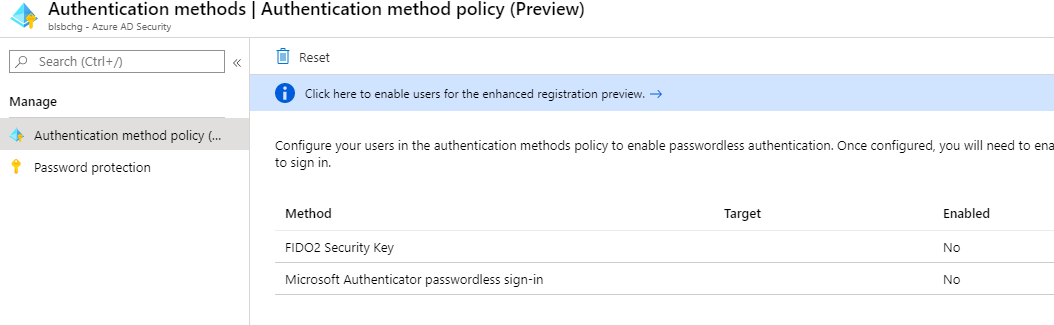 Authentication methods | Authentication method policy (Preview)
blsbchg - Azure AD Security
Search (Ctrl+/)
«
Manage
Authentication method policy (...
Password protection
Reset
Click here to enable users for the enhanced registration preview. →
Configure your users in the authentication methods policy to enable passwordless authentication. Once configured, you will need to ena
to sign in.
Method Target Enabled
FIDO2 Security Key No
Microsoft Authenticator passwordless sign-in No